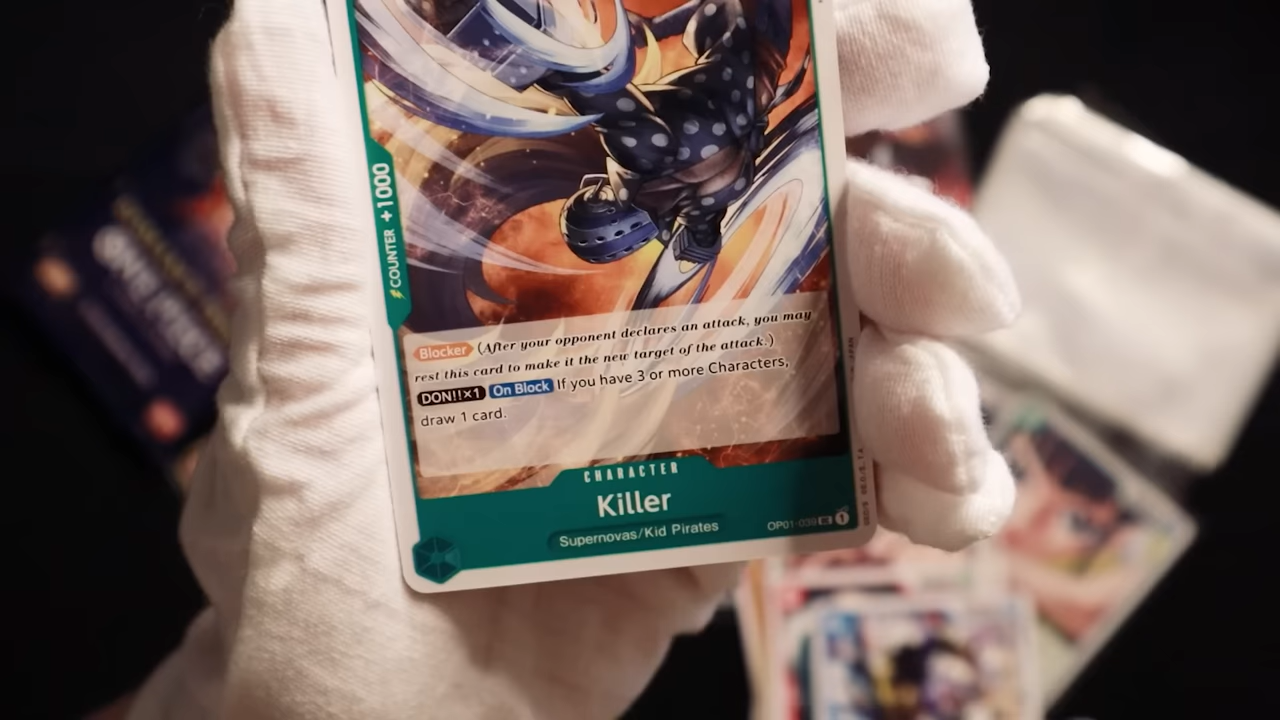 COUNTER +1000
Blocker (After your opponent declares an attack, you may
rest this card to make it the new target of the attack.)
DON!!×1 On Block If you have 3 or more Characters,
draw 1 card.
CHARACTER
Killer
Supernovas/Kid Pirates
OP01-039 UC 1